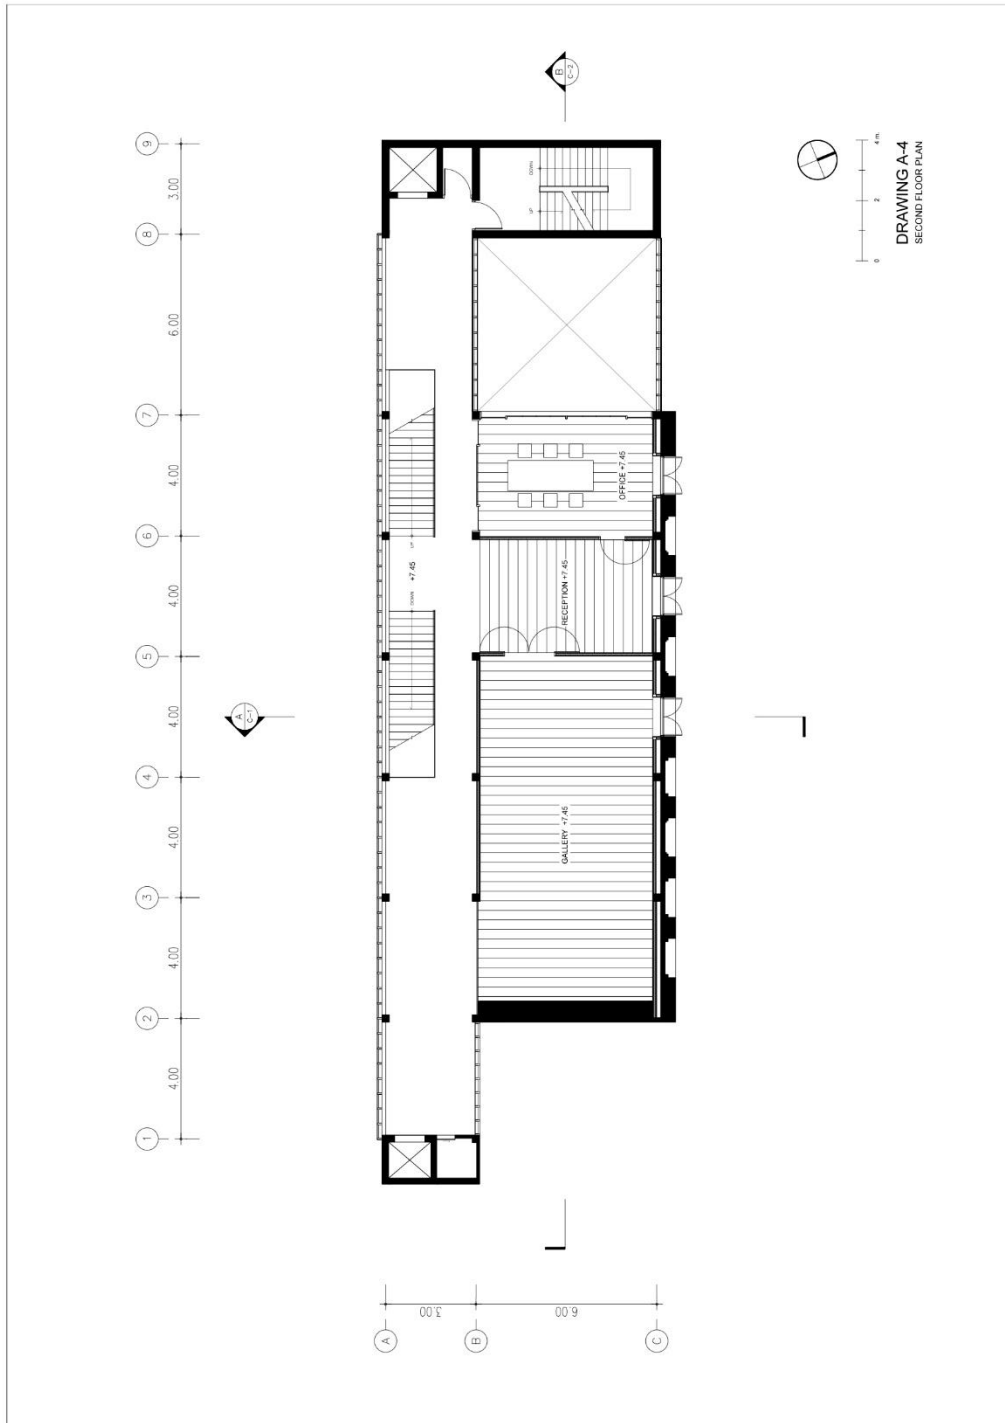 DRAWING A-4
SECOND FLOOR PLAN
0
2
4 m.
B
C-2
A
C-1
1
2
3
4
5
6
7
8
9
4.00
4.00
4.00
4.00
4.00
4.00
6.00
3.00
A
B
C
3.00
6.00
DOWN
UP
UP
+7.45
DOWN
OFFICE +7.45
RECEPTION +7.45
GALLERY +7.45